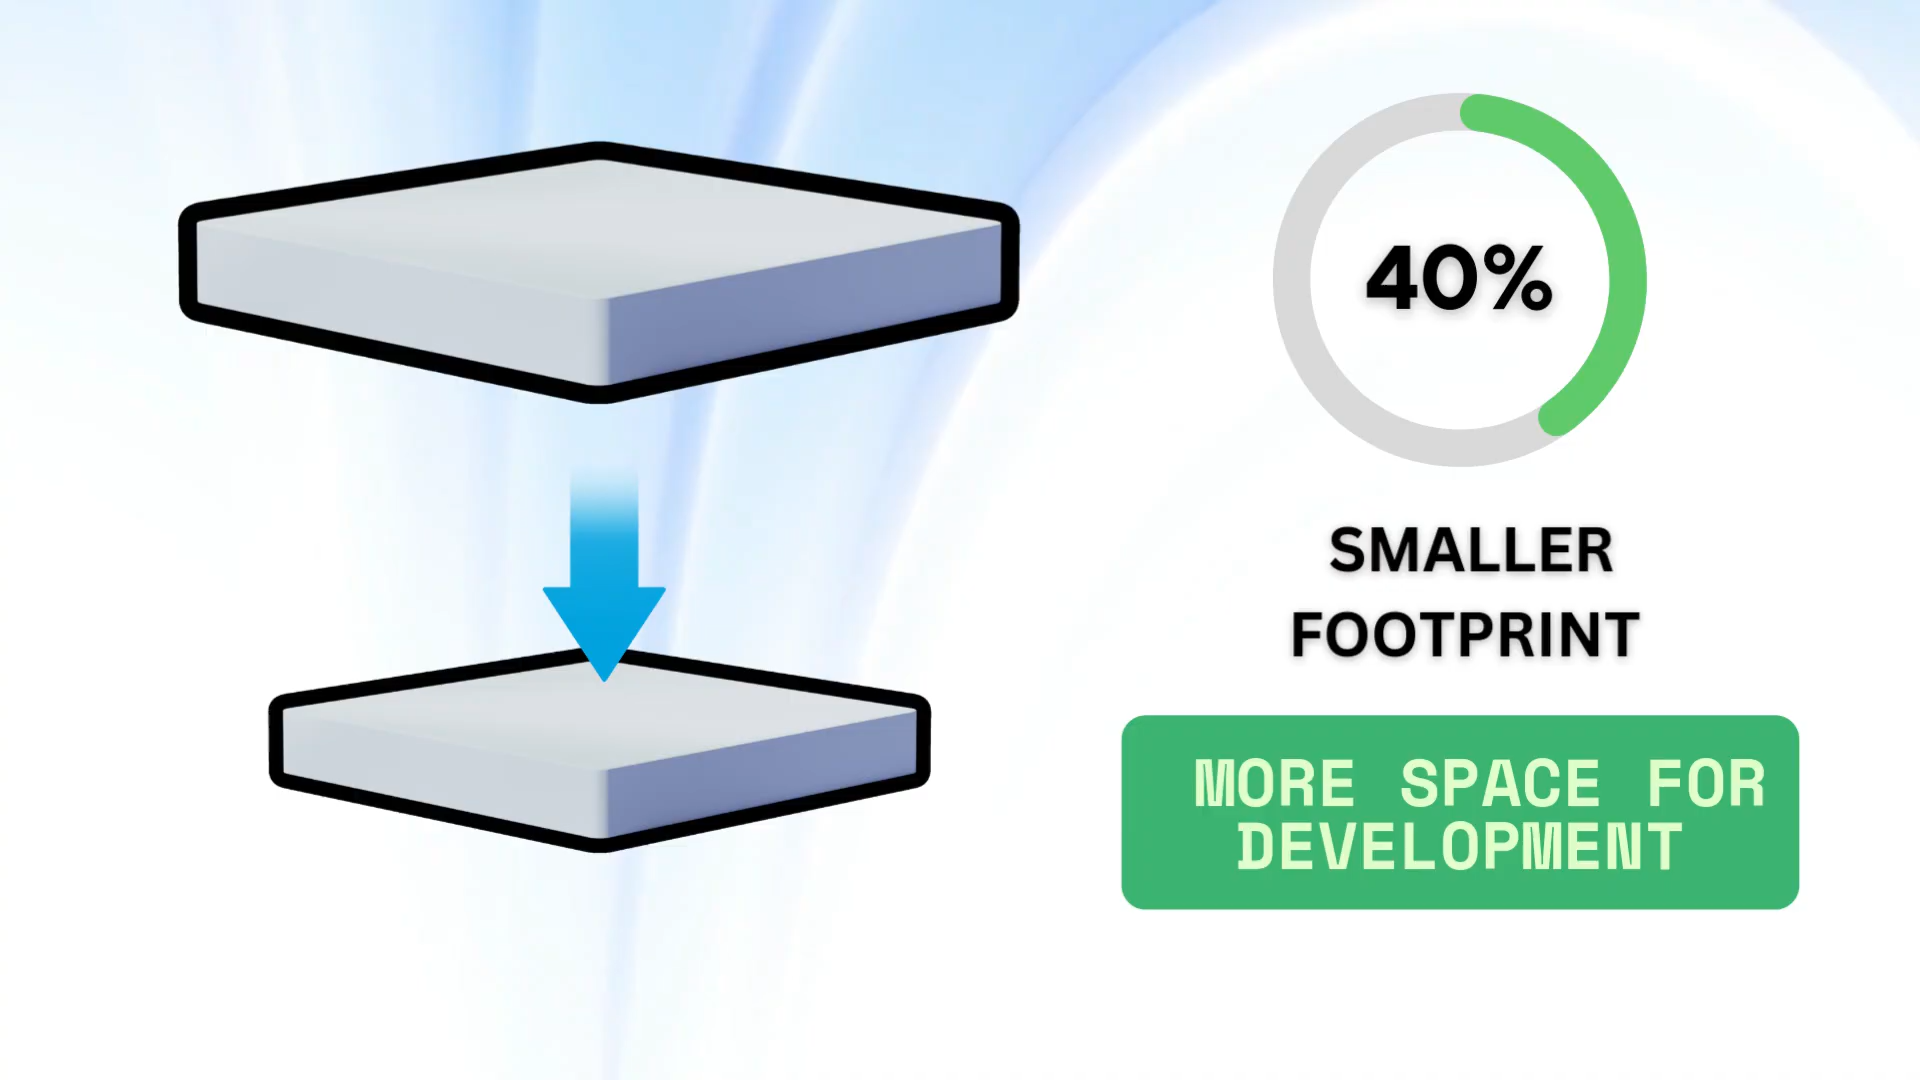 40%
SMALLER
FOOTPRINT
MORE SPACE FOR
DEVELOPMENT